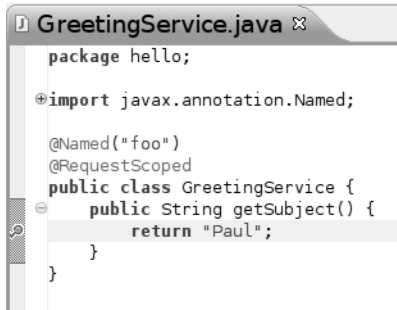 GreetingService.java
package hello;
import javax.annotation.Named;
@Named("foo")
@RequestScoped
public class GreetingService {
public String getSubject() {
return "Paul";
}
}